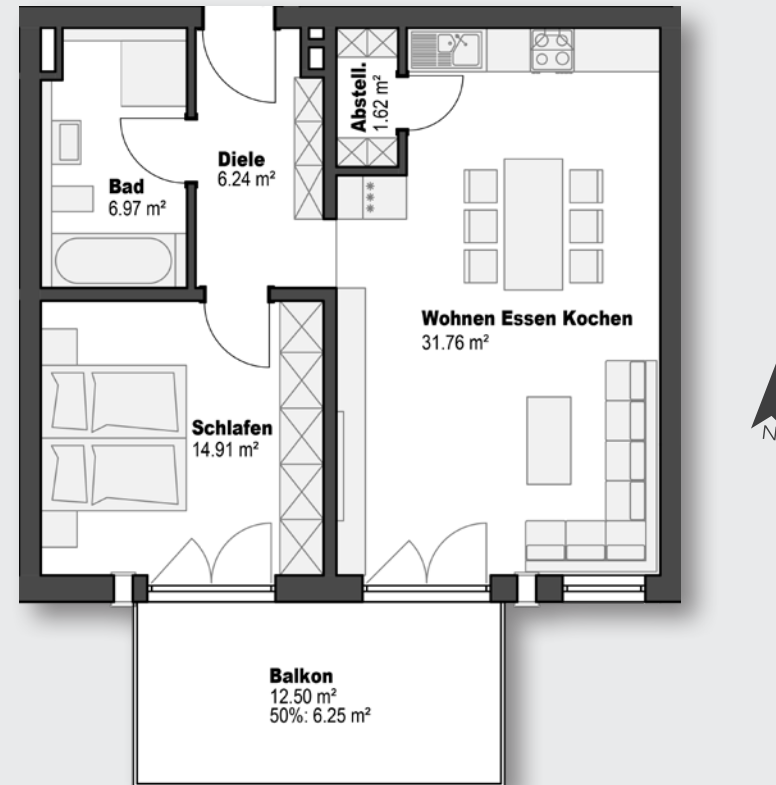 Abstell.
1.62 m²
Diele
6.24 m²
Bad
6.97 m²
Wohnen Essen Kochen
31.76 m²
Schlafen
14.91 m²
N
Balkon
12.50 m²
50%: 6.25 m²